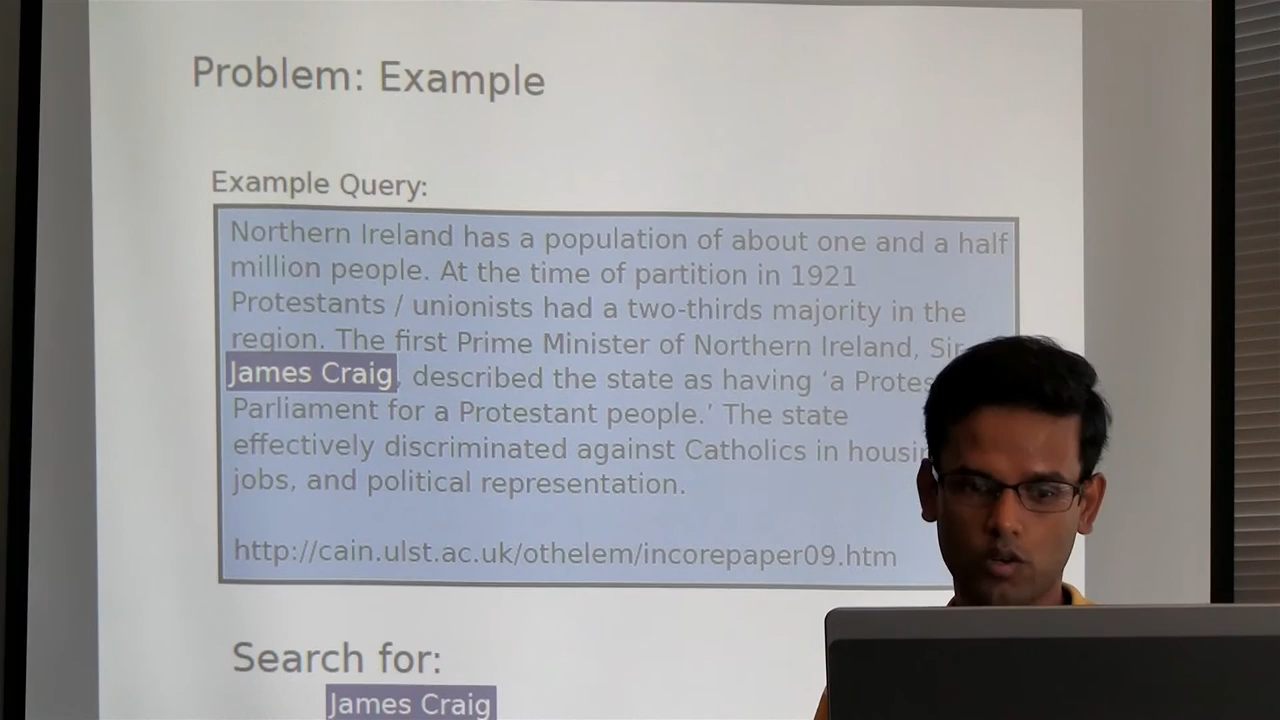 Problem: Example
Example Query:
Northern Ireland has a population of about one and a half
million people. At the time of partition in 1921
Protestants / unionists had a two-thirds majority in the
region. The first Prime Minister of Northern Ireland, Sir
James Craig, described the state as having ‘a
Parliament for a Protestant people.’ The state
effectively discriminated against Catholics in
jobs, and political representation.
http://cain.ulst.ac.uk/othelem/incorepaper09.htm
Search for:
James Craig